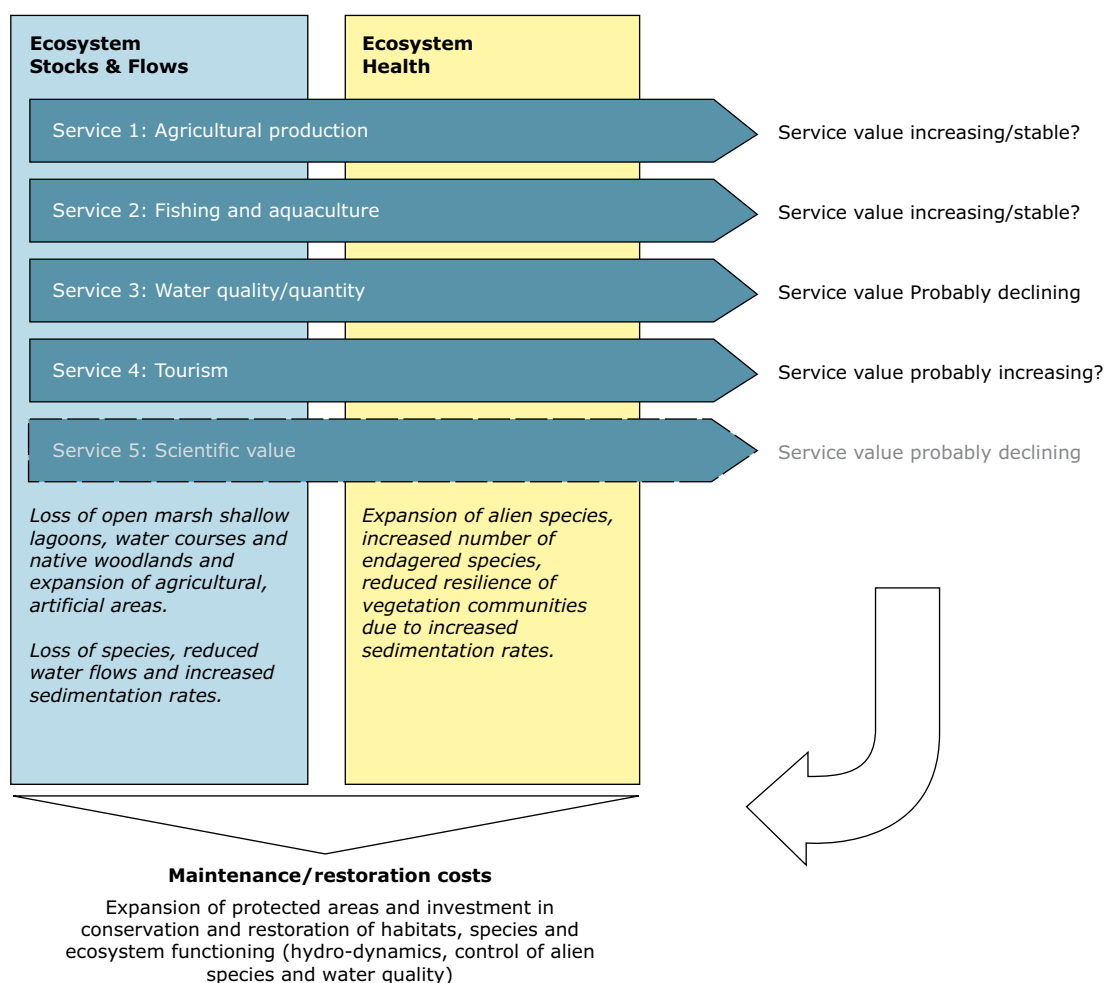 Ecosystem
Stocks & Flows
Ecosystem
Health
Service 1: Agricultural production
Service value increasing/stable?
Service 2: Fishing and aquaculture
Service value increasing/stable?
Service 3: Water quality/quantity
Service value Probably declining
Service 4: Tourism
Service value probably increasing?
Service 5: Scientific value
Service value probably declining
Loss of open marsh shallow
lagoons, water courses and
native woodlands and
expansion of agricultural,
artificial areas.
Loss of species, reduced
water flows and increased
sedimentation rates.
Expansion of alien species,
increased number of
endagered species,
reduced resilience of
vegetation communities
due to increased
sedimentation rates.
Maintenance/restoration costs
Expansion of protected areas and investment in
conservation and restoration of habitats, species and
ecosystem functioning (hydro-dynamics, control of alien
species and water quality)